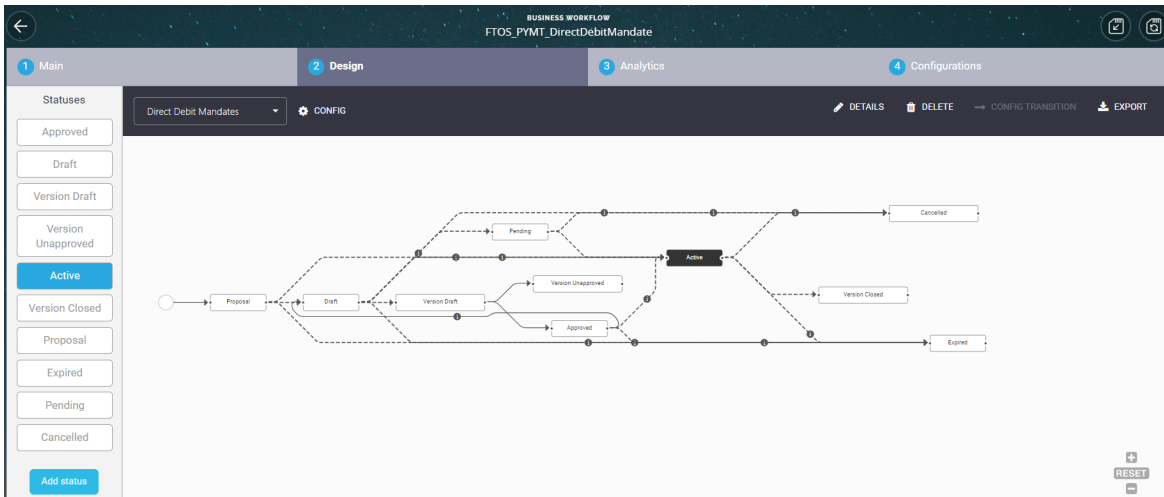 BUSINESS WORKFLOW
FTOS_PYMT_DirectDebitMandate
1 Main
2 Design
3 Analytics
4 Configurations
Statuses
Direct Debit Mandates
CONFIG
DETAILS
DELETE
CONFIG TRANSITION
EXPORT
Approved
Draft
Version Draft
Version
Unapproved
Active
Version Closed
Proposal
Expired
Pending
Cancelled
Add status
Cancelled
Pending
Active
Version Unapproved
Version Closed
Proposal
Draft
Version Draft
Approved
Expired
RESET